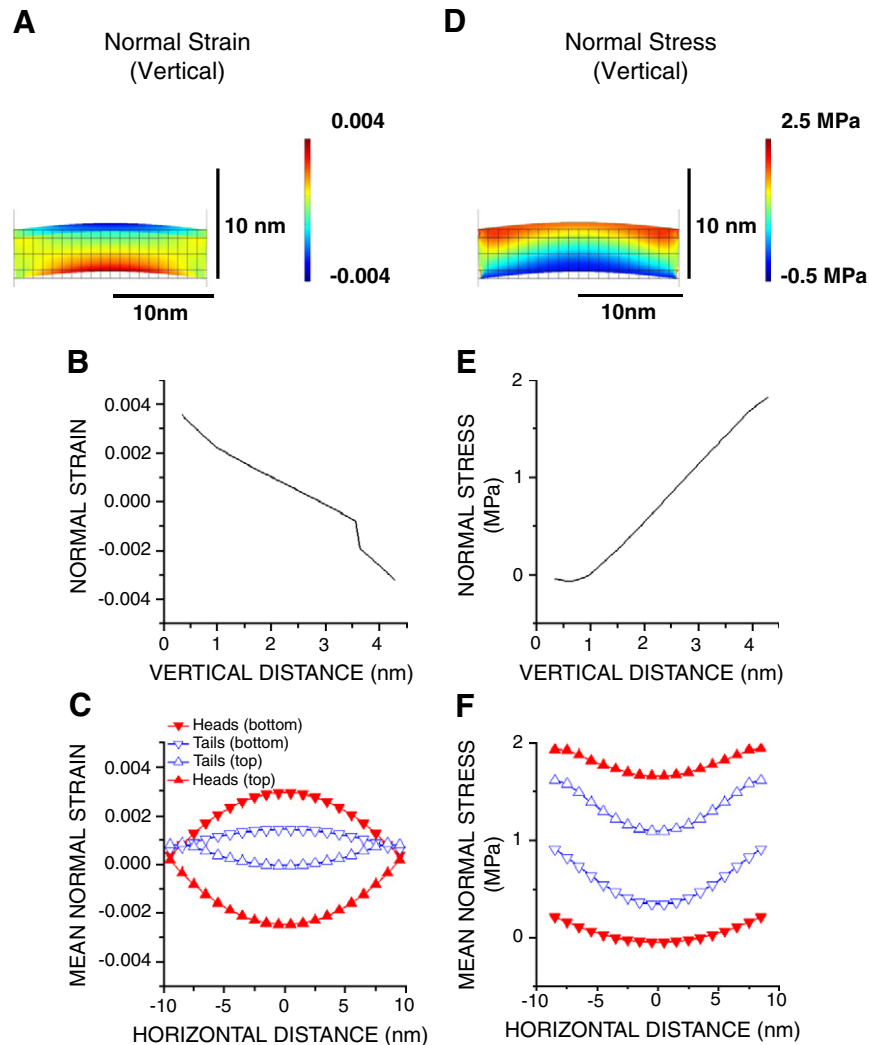 A
Normal Strain
(Vertical)
0.004
10 nm
-0.004
10nm
D
Normal Stress
(Vertical)
2.5 MPa
10 nm
-0.5 MPa
10nm
B
NORMAL STRAIN
0.004
0.002
0.000
-0.002
-0.004
0 1 2 3 4
VERTICAL DISTANCE (nm)
E
NORMAL STRESS
(MPa)
2
1
0
0 1 2 3 4
VERTICAL DISTANCE (nm)
C
Heads (bottom)
Tails (bottom)
Tails (top)
Heads (top)
MEAN NORMAL STRAIN
0.004
0.002
0.000
-0.002
-0.004
-10 -5 0 5 10
HORIZONTAL DISTANCE (nm)
F
MEAN NORMAL STRESS
(MPa)
2
1
0
-10 -5 0 5 10
HORIZONTAL DISTANCE (nm)